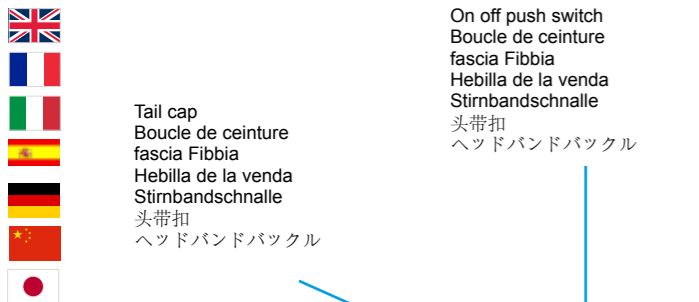 On off push switch
Boucle de ceinture
fascia Fibbia
Hebilla de la venda
Stirnbandschnalle
头带扣
ヘッドバンドバックル
Tail cap
Boucle de ceinture
fascia Fibbia
Hebilla de la venda
Stirnbandschnalle
头带扣
ヘッドバンドバックル